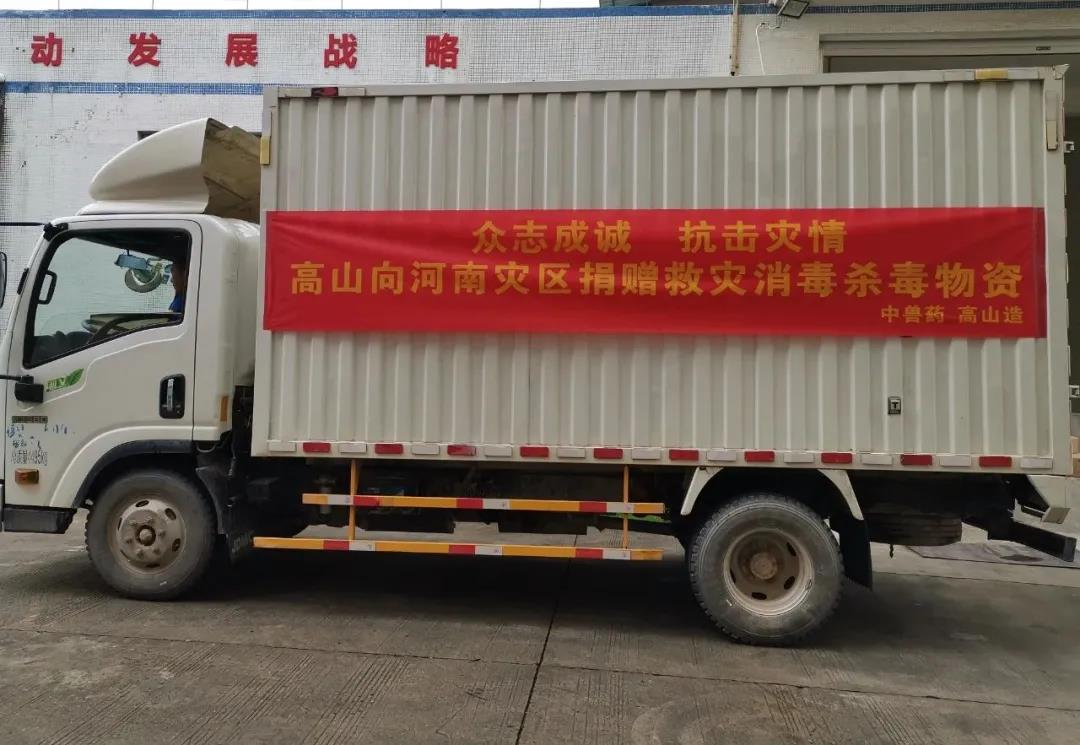 动发展战略
众志成诚 抗击灾情
高山向河南灾区捐赠救灾消毒杀毒物资
中兽药 高山造